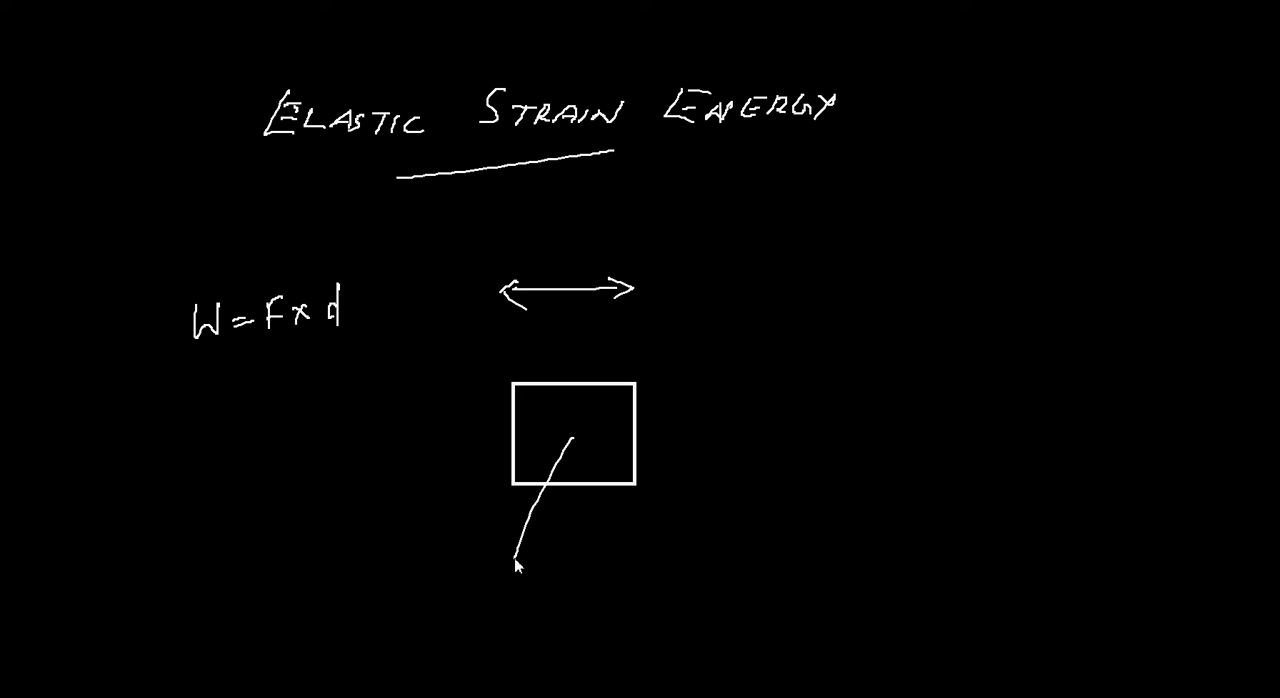 ELASTIC STRAIN ENERGY
W = F x d